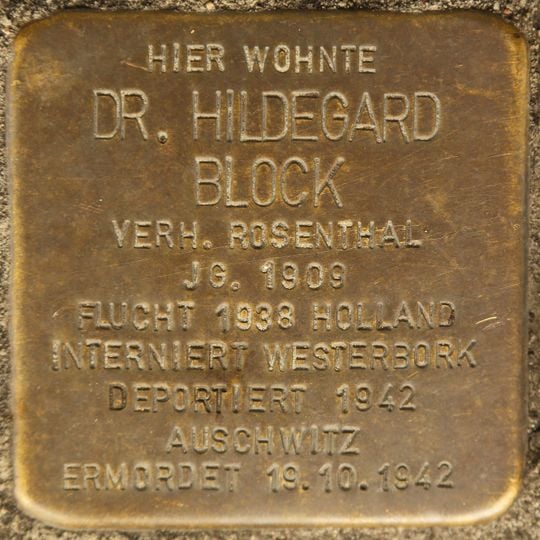 HIER WOHNTE
DR. HILDEGARD
BLOCK
VERH. ROSENTHAL
JG. 1909
FLUCHT 1938 HOLLAND
INTERNIERT WESTERBORK
DEPORTIERT 1942
AUSCHWITZ
ERMORDET 19.10.1942